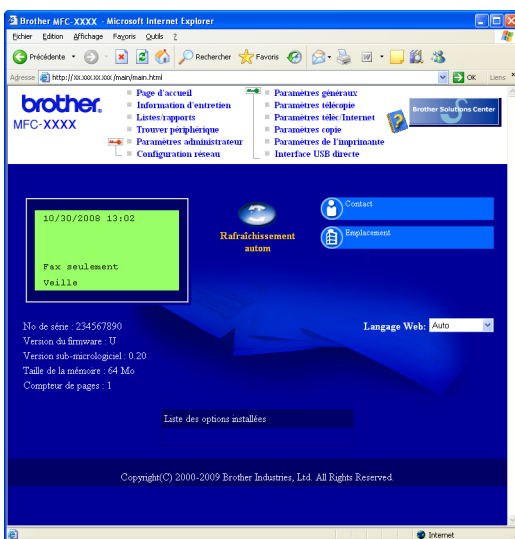 Brother MFC-XXXX - Microsoft Internet Explorer
Fichier Edition Affichage Favoris Outils ?
Précédente Rechercher Favoris
Adresse http://xx.xxx.xx.xxx/main/main.html OK Liens »
brother.
MFC-XXXX
Page d'accueil
Information d'entretien
Listes/rapports
Trouver périphérique
Paramètres administrateur
Configuration réseau
Paramètres généraux
Paramètres télécopie
Paramètres téléc/Internet
Paramètres copie
Paramètres de l'imprimante
Interface USB directe
Brother Solutions Center
10/30/2008 13:02
Fax seulement
Veille
Rafraîchissement
autom
Contact
Emplacement
No de série : 234567890
Version du firmware : U
Version sub-micrologiciel : 0.20
Taille de la mémoire : 64 Mo
Compteur de pages : 1
Langage Web: Auto
Liste des options installées
Copyright(C) 2000-2009 Brother Industries, Ltd. All Rights Reserved.
Internet